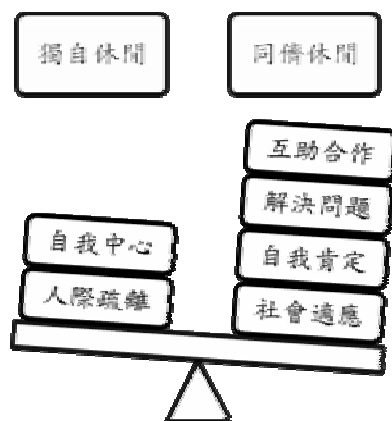 獨自休閒
同儕休閒
互助合作
解決問題
自我中心
自我肯定
人際疏離
社會適應